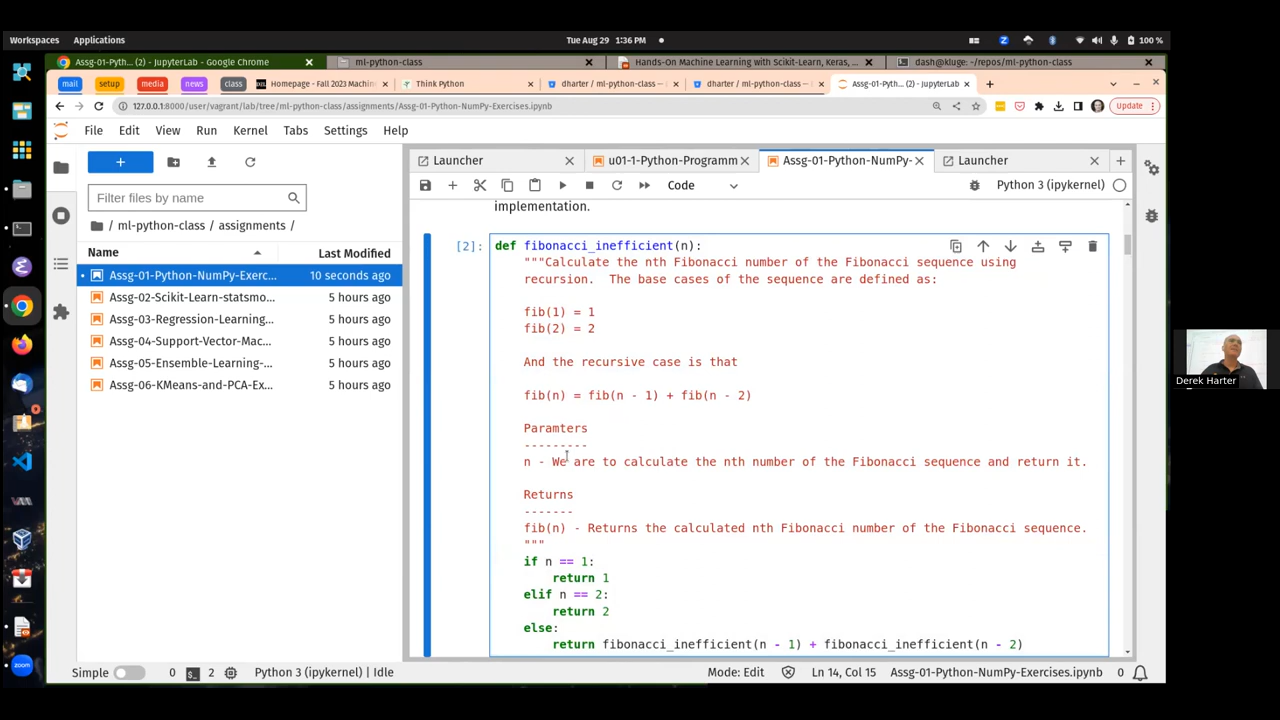 Workspaces Applications Tue Aug 29 1:36 PM 100 %
Assg-01-Pyth... (2) - JupyterLab - Google Chrome ml-python-class Hands-On Machine Learning with Scikit-Learn, Keras, ... dash@kluge: ~/repos/ml-python-class
mail setup media news class Homepage - Fall 2023 Machin Think Python dharter / ml-python-class — dharter / ml-python-class — Assg-01-Pyth... (2) - JupyterLab
127.0.0.1:8000/user/vagrant/lab/tree/ml-python-class/assignments/Assg-01-Python-NumPy-Exercises.ipynb Update
File Edit View Run Kernel Tabs Settings Help
Launcher u01-1-Python-Programm Assg-01-Python-NumPy- Launcher
Code Python 3 (ipykernel)
Filter files by name
/ ml-python-class / assignments /
Name Last Modified
Assg-01-Python-NumPy-Exerc... 10 seconds ago
Assg-02-Scikit-Learn-statsmo... 5 hours ago
Assg-03-Regression-Learning... 5 hours ago
Assg-04-Support-Vector-Mac... 5 hours ago
Assg-05-Ensemble-Learning-... 5 hours ago
Assg-06-KMeans-and-PCA-Ex... 5 hours ago
implementation.
[2]: def fibonacci_inefficient(n):
"""Calculate the nth Fibonacci number of the Fibonacci sequence using
recursion. The base cases of the sequence are defined as:
fib(1) = 1
fib(2) = 2
And the recursive case is that
fib(n) = fib(n - 1) + fib(n - 2)
Paramters
---------
n - We are to calculate the nth number of the Fibonacci sequence and return it.
Returns
-------
fib(n) - Returns the calculated nth Fibonacci number of the Fibonacci sequence.
"""
if n == 1:
return 1
elif n == 2:
return 2
else:
return fibonacci_inefficient(n - 1) + fibonacci_inefficient(n - 2)
Derek Harter
Simple 0 2 Python 3 (ipykernel) | Idle Mode: Edit Ln 14, Col 15 Assg-01-Python-NumPy-Exercises.ipynb 0
zoom